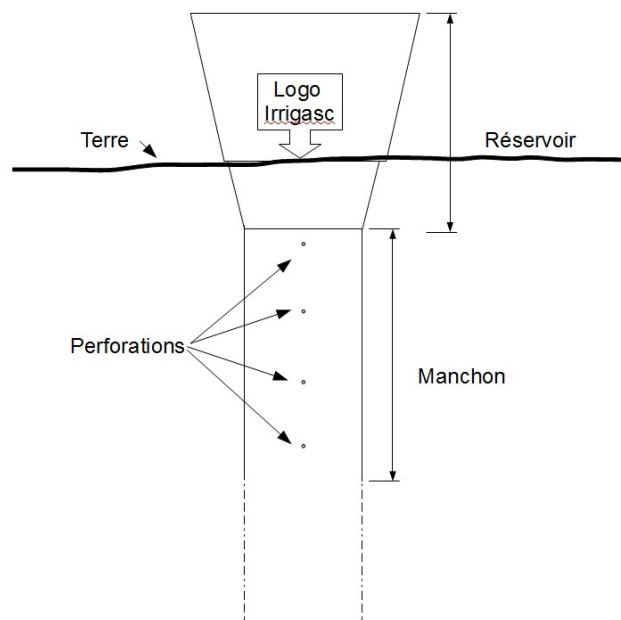 Logo
Irrigasc
Terre
Réservoir
Perforations
Manchon